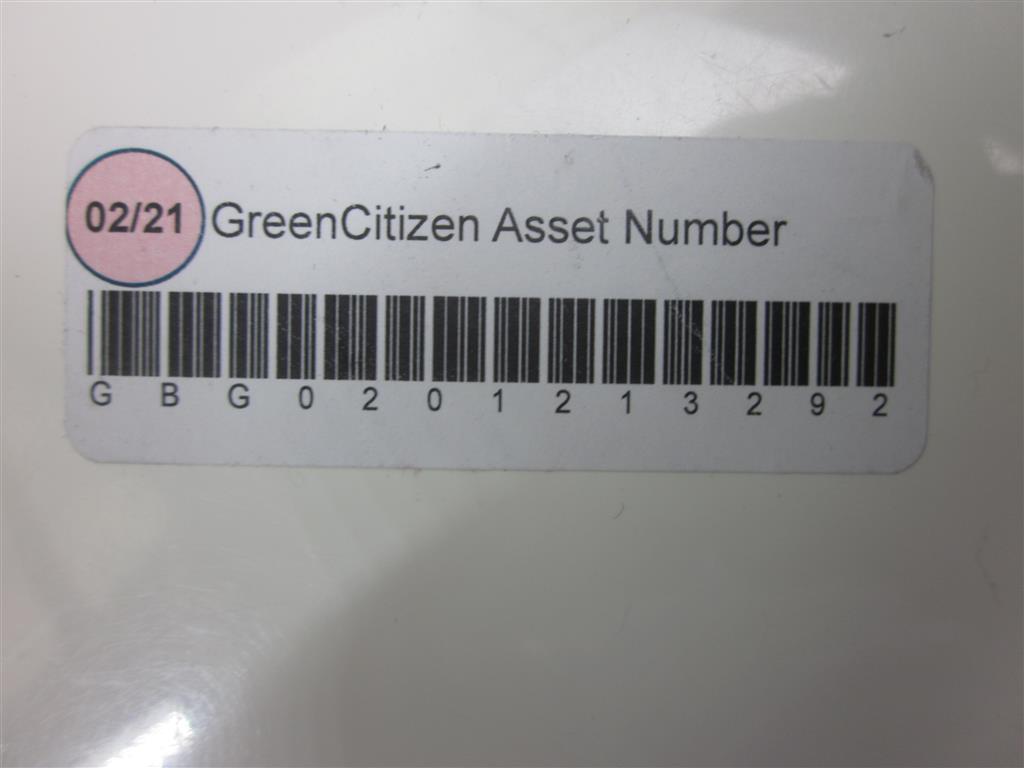 02/21 GreenCitizen Asset Number
G B G 0 2 0 1 2 1 3 2 9 2